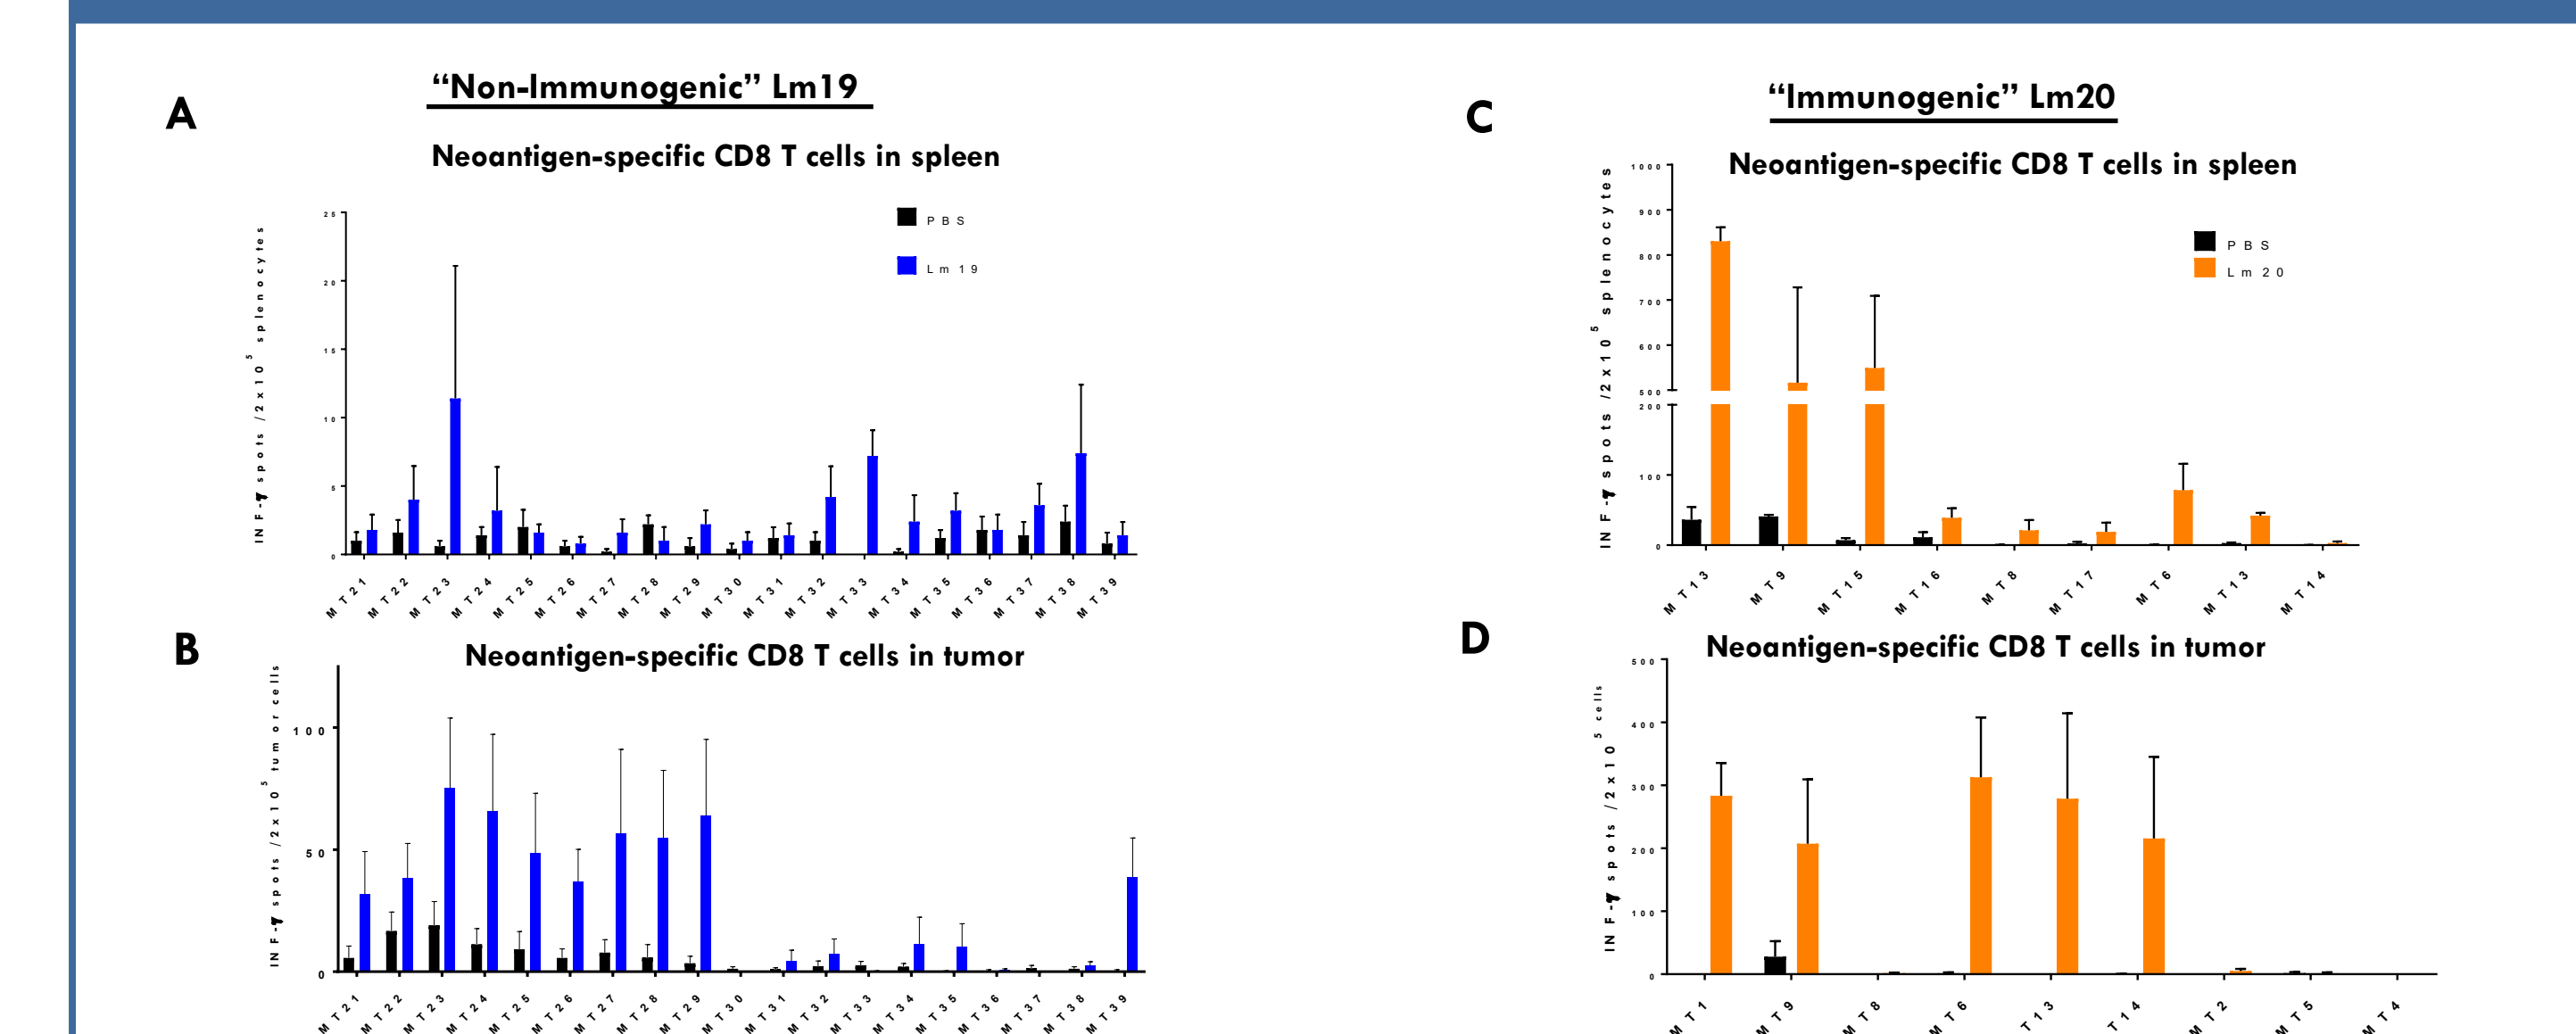 A
“Non-Immunogenic” Lm19
Neoantigen-specific CD8 T cells in spleen
INF-γ spots /2x10⁵ splenocytes
25
20
15
10
5
0
PBS
Lm19
MT21 MT22 MT23 MT24 MT25 MT26 MT27 MT28 MT29 MT30 MT31 MT32 MT33 MT34 MT35 MT36 MT37 MT38 MT39
B
Neoantigen-specific CD8 T cells in tumor
INF-γ spots /2x10⁵ tumor cells
100
50
0
MT21 MT22 MT23 MT24 MT25 MT26 MT27 MT28 MT29 MT30 MT31 MT32 MT33 MT34 MT35 MT36 MT37 MT38 MT39
C
“Immunogenic” Lm20
Neoantigen-specific CD8 T cells in spleen
INF-γ spots /2x10⁵ splenocytes
1000
900
800
700
600
500
200
100
0
PBS
Lm20
MT13 MT9 MT15 MT16 MT8 MT17 MT6 MT13 MT14
D
Neoantigen-specific CD8 T cells in tumor
INF-γ spots /2x10⁵ cells
500
400
300
200
100
0
MT1 MT9 MT8 MT6 T13 T14 MT2 MT5 MT4